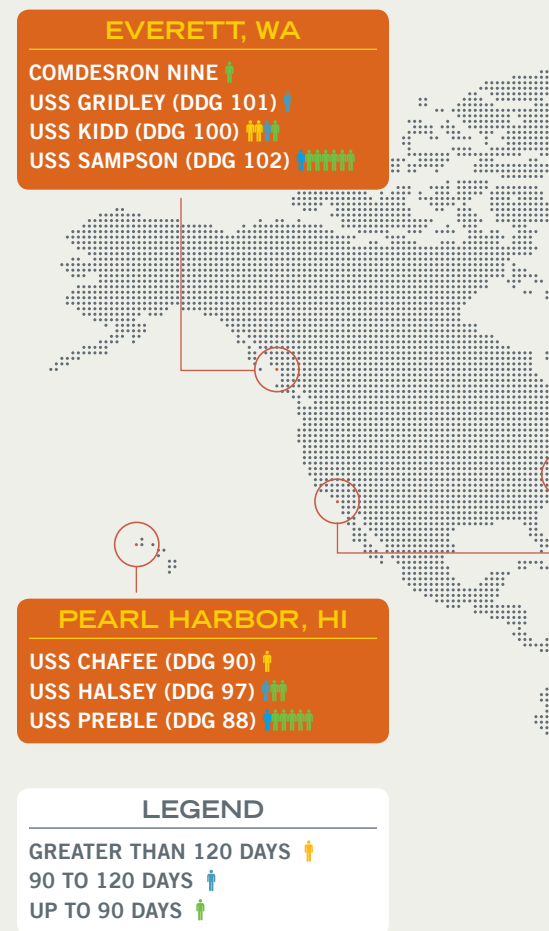 EVERETT, WA
COMDESRON NINE
USS GRIDLEY (DDG 101)
USS KIDD (DDG 100)
USS SAMPSON (DDG 102)
PEARL HARBOR, HI
USS CHAFEE (DDG 90)
USS HALSEY (DDG 97)
USS PREBLE (DDG 88)
LEGEND
GREATER THAN 120 DAYS
90 TO 120 DAYS
UP TO 90 DAYS